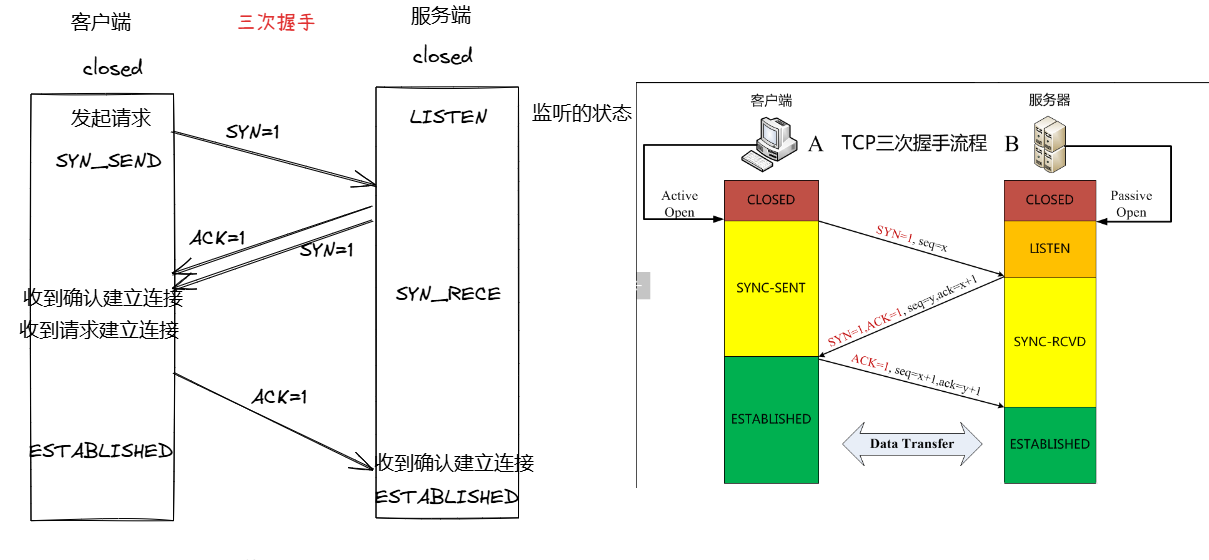 客户端
三次握手
服务端
closed
closed
发起请求
SYN_SEND
SYN=1
LISTEN
监听的状态
ACK=1
SYN=1
SYN_RECE
收到确认建立连接
收到请求建立连接
ACK=1
ESTABLISHED
收到确认建立连接
ESTABLISHED
客户端
服务器
A
TCP三次握手流程
B
Active
Open
CLOSED
CLOSED
Passive
Open
SYN=1, seq=x
LISTEN
SYNC-SENT
SYN=1,ACK=1, seq=y,ack=x+1
SYNC-RCVD
ACK=1, seq=x+1,ack=y+1
ESTABLISHED
Data Transfer
ESTABLISHED